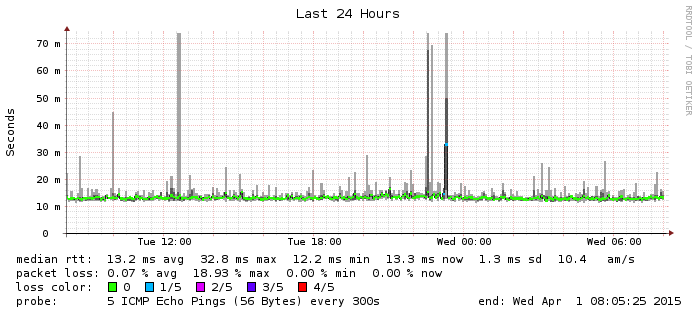 Last 24 Hours
RRDTOOL / TOBI OETIKER
Seconds
70 m
60 m
50 m
40 m
30 m
20 m
10 m
0
Tue 12:00 Tue 18:00 Wed 00:00 Wed 06:00
median rtt: 13.2 ms avg 32.8 ms max 12.2 ms min 13.3 ms now 1.3 ms sd 10.4 am/s
packet loss: 0.07 % avg 18.93 % max 0.00 % min 0.00 % now
loss color: 0 1/5 2/5 3/5 4/5
probe: 5 ICMP Echo Pings (56 Bytes) every 300s end: Wed Apr 1 08:05:25 2015